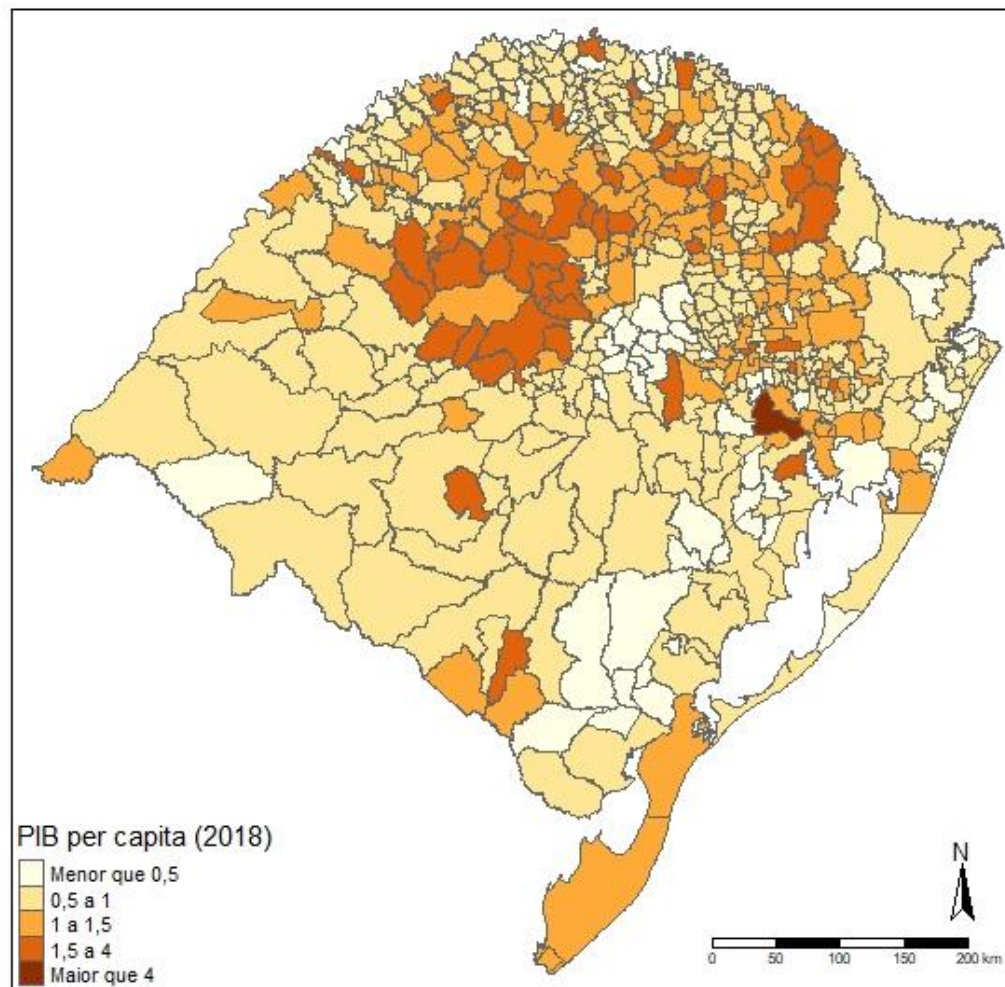 PIB per capita (2018)
Menor que 0,5
0,5 a 1
1 a 1,5
1,5 a 4
Maior que 4
N
0 50 100 150 200 km